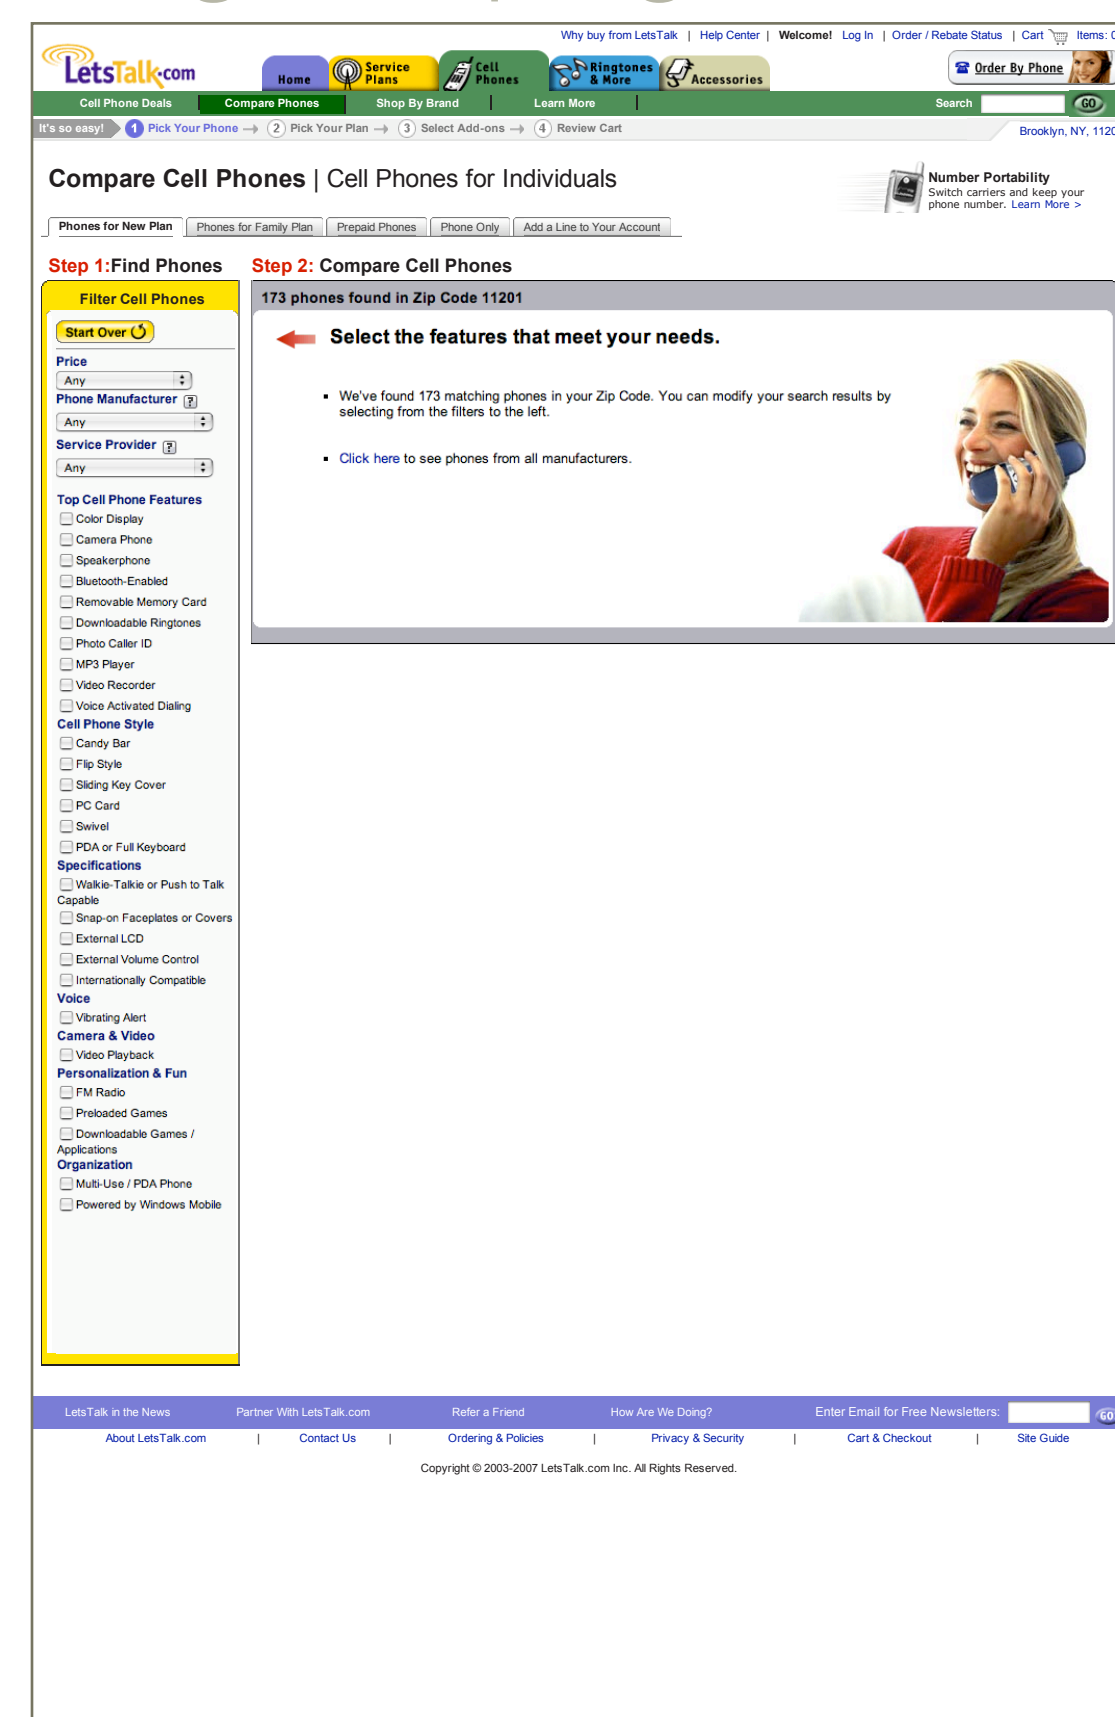 Why buy from LetsTalk | Help Center | Welcome! Log In | Order / Rebate Status | Cart Items:
LetsTalk.com
Home
Service Plans
Cell Phones
Ringtones & More
Accessories
Order By Phone
Cell Phone Deals | Compare Phones | Shop By Brand | Learn More |
Search GO
It's so easy! 1 Pick Your Phone → 2 Pick Your Plan → 3 Select Add-ons → 4 Review Cart
Brooklyn, NY, 1120
Compare Cell Phones | Cell Phones for Individuals
Number Portability
Switch carriers and keep your
phone number. Learn More >
Phones for New Plan
Phones for Family Plan
Prepaid Phones
Phone Only
Add a Line to Your Account
Step 1:Find Phones
Step 2: Compare Cell Phones
Filter Cell Phones
Start Over
Price
Any
Phone Manufacturer ?
Any
Service Provider ?
Any
Top Cell Phone Features
Color Display
Camera Phone
Speakerphone
Bluetooth-Enabled
Removable Memory Card
Downloadable Ringtones
Photo Caller ID
MP3 Player
Video Recorder
Voice Activated Dialing
Cell Phone Style
Candy Bar
Flip Style
Sliding Key Cover
PC Card
Swivel
PDA or Full Keyboard
Specifications
Walkie-Talkie or Push to Talk
Capable
Snap-on Faceplates or Covers
External LCD
External Volume Control
Internationally Compatible
Voice
Vibrating Alert
Camera & Video
Video Playback
Personalization & Fun
FM Radio
Preloaded Games
Downloadable Games /
Applications
Organization
Multi-Use / PDA Phone
Powered by Windows Mobile
173 phones found in Zip Code 11201
Select the features that meet your needs.
We've found 173 matching phones in your Zip Code. You can modify your search results by
selecting from the filters to the left.
Click here to see phones from all manufacturers.
LetsTalk in the News
Partner With LetsTalk.com
Refer a Friend
How Are We Doing?
Enter Email for Free Newsletters: GO
About LetsTalk.com | Contact Us | Ordering & Policies | Privacy & Security | Cart & Checkout | Site Guide
Copyright © 2003-2007 LetsTalk.com Inc. All Rights Reserved.